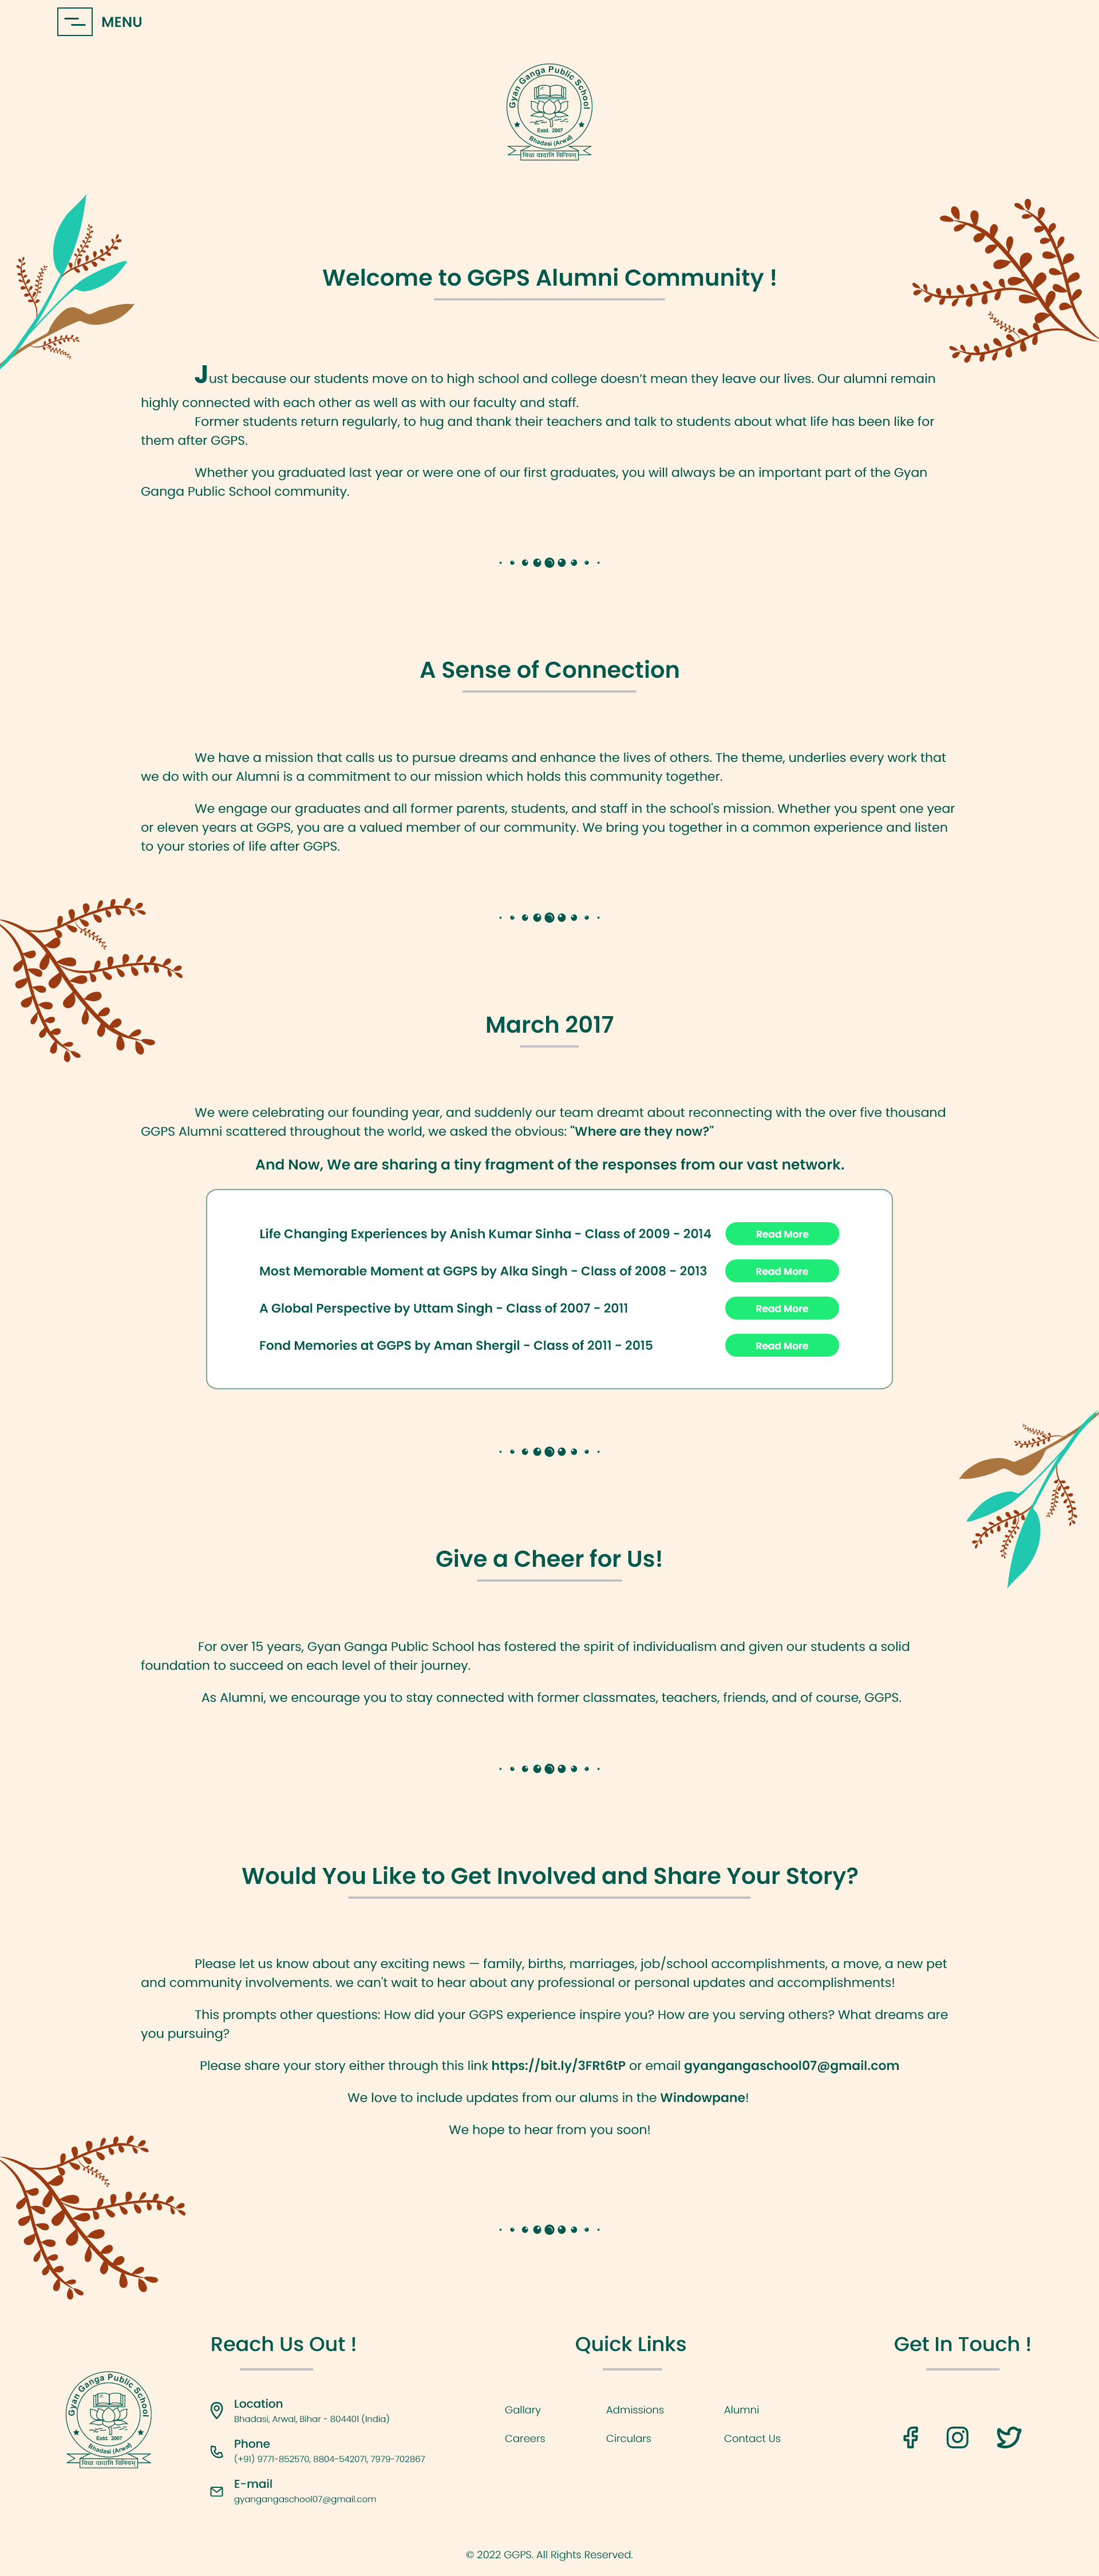 MENU
Gyan Ganga Public School
Estd. 2007
Bhadasi (Arwal)
Welcome to GGPS Alumni Community !
Just because our students move on to high school and college doesn't mean they leave our lives. Our alumni remain
highly connected with each other as well as with our faculty and staff.
Former students return regularly, to hug and thank their teachers and talk to students about what life has been like for
them after GGPS.
Whether you graduated last year or were one of our first graduates, you will always be an important part of the Gyan
Ganga Public School community.
A Sense of Connection
We have a mission that calls us to pursue dreams and enhance the lives of others. The theme, underlies every work that
we do with our Alumni is a commitment to our mission which holds this community together.
We engage our graduates and all former parents, students, and staff in the school's mission. Whether you spent one year
or eleven years at GGPS, you are a valued member of our community. We bring you together in a common experience and listen
to your stories of life after GGPS.
March 2017
We were celebrating our founding year, and suddenly our team dreamt about reconnecting with the over five thousand
GGPS Alumni scattered throughout the world, we asked the obvious: "Where are they now?"
And Now, We are sharing a tiny fragment of the responses from our vast network.
Life Changing Experiences by Anish Kumar Sinha - Class of 2009 - 2014 Read More
Most Memorable Moment at GGPS by Alka Singh - Class of 2008 - 2013 Read More
A Global Perspective by Uttam Singh - Class of 2007 - 2011 Read More
Fond Memories at GGPS by Aman Shergil - Class of 2011 - 2015 Read More
Give a Cheer for Us!
For over 15 years, Gyan Ganga Public School has fostered the spirit of individualism and given our students a solid
foundation to succeed on each level of their journey.
As Alumni, we encourage you to stay connected with former classmates, teachers, friends, and of course, GGPS.
Would You Like to Get Involved and Share Your Story?
Please let us know about any exciting news — family, births, marriages, job/school accomplishments, a move, a new pet
and community involvements. we can't wait to hear about any professional or personal updates and accomplishments!
This prompts other questions: How did your GGPS experience inspire you? How are you serving others? What dreams are
you pursuing?
Please share your story either through this link https://bit.ly/3FRt6tP or email gyangangaschool07@gmail.com
We love to include updates from our alums in the Windowpane!
We hope to hear from you soon!
Gyan Ganga Public School
Estd. 2007
Bhadasi (Arwal)
Reach Us Out !
Location
Bhadasi, Arwal, Bihar - 804401 (India)
Phone
(+91) 9771-852570, 8804-542071, 7979-702867
E-mail
gyangangaschool07@gmail.com
Quick Links
Gallary Admissions Alumni
Careers Circulars Contact Us
Get In Touch !
© 2022 GGPS. All Rights Reserved.